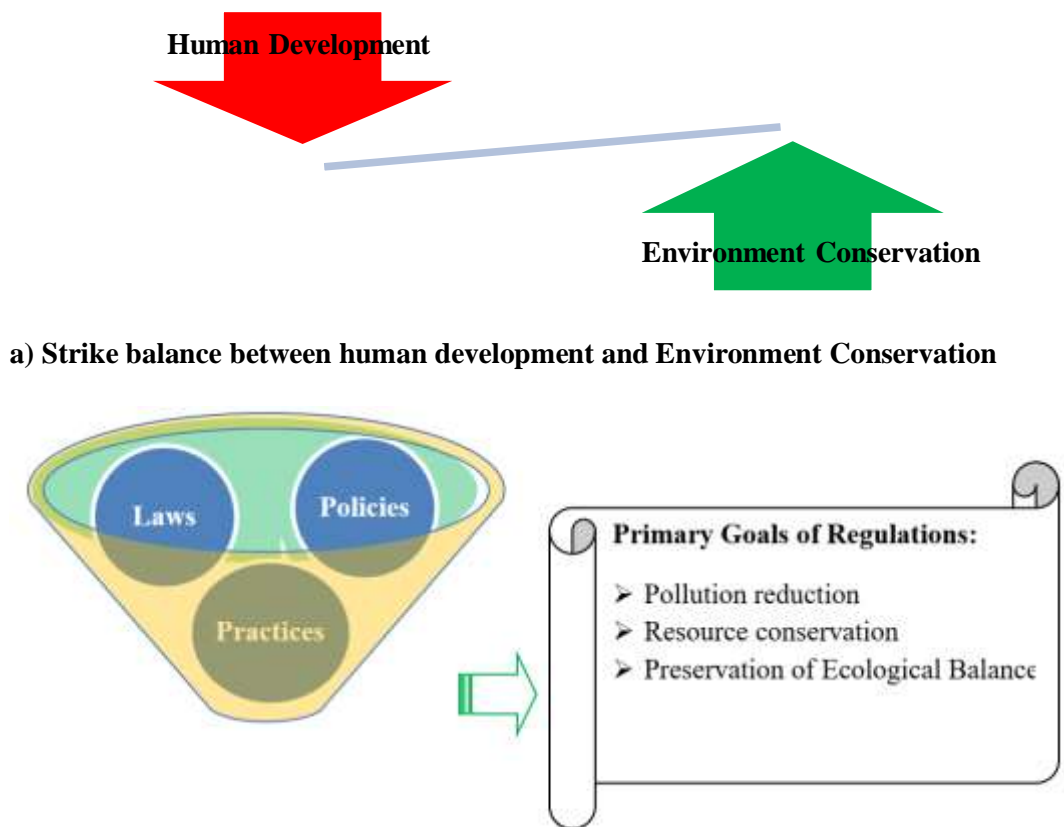 Human Development
Environment Conservation
a) Strike balance between human development and Environment Conservation
Laws
Policies
Practices
Primary Goals of Regulations:
➢ Pollution reduction
➢ Resource conservation
➢ Preservation of Ecological Balance